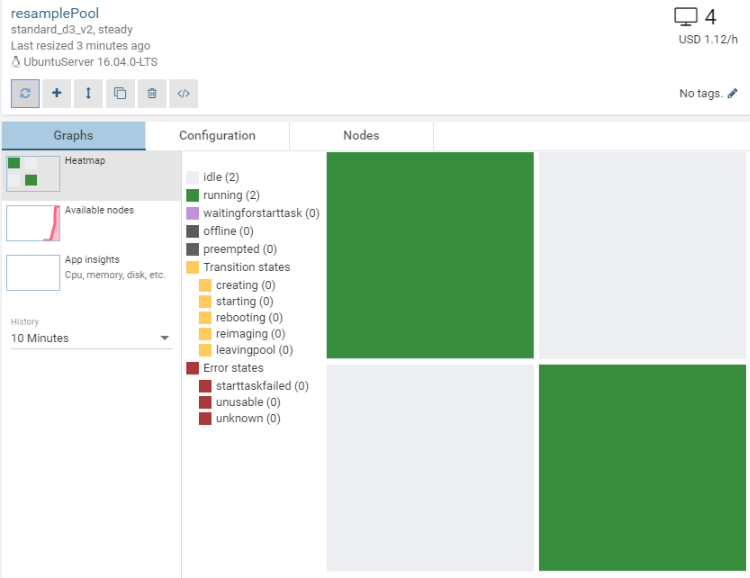 resamplePool
standard_d3_v2, steady
Last resized 3 minutes ago
UbuntuServer 16.04.0-LTS
4
USD 1.12/h
No tags.
Graphs
Configuration
Nodes
Heatmap
Available nodes
App insights
Cpu, memory, disk, etc.
History
10 Minutes
idle (2)
running (2)
waitingforstarttask (0)
offline (0)
preempted (0)
Transition states
creating (0)
starting (0)
rebooting (0)
reimaging (0)
leavingpool (0)
Error states
starttaskfailed (0)
unusable (0)
unknown (0)